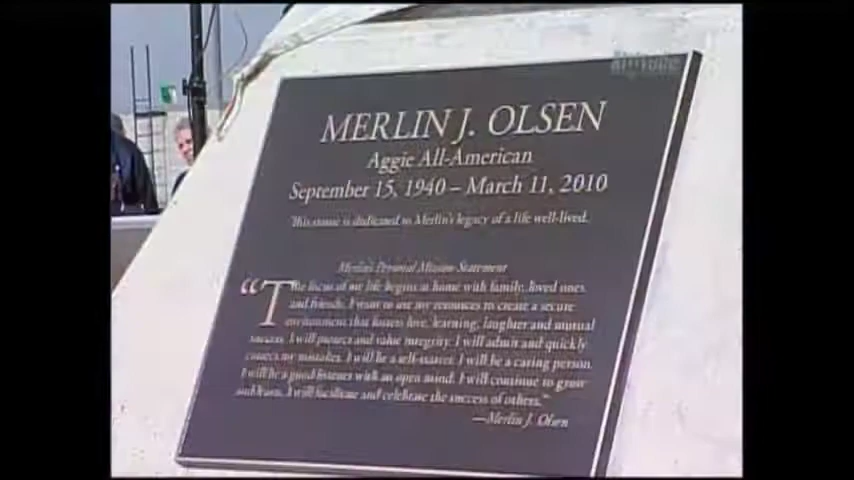 Altitude
MERLIN J. OLSEN
Aggie All-American
September 15, 1940 – March 11, 2010
This statue is dedicated to Merlin's legacy of a life well-lived.
Merlin's Personal Mission Statement
“The focus of my life begins at home with family, loved ones
and friends. I want to use my resources to create a secure
environment that fosters love, learning, laughter and mutual
success. I will protect and value integrity. I will admit and quickly
correct my mistakes. I will be a self-starter. I will be a caring person.
I will be a good listener with an open mind. I will continue to grow
and learn. I will facilitate and celebrate the success of others.”
—Merlin J. Olsen